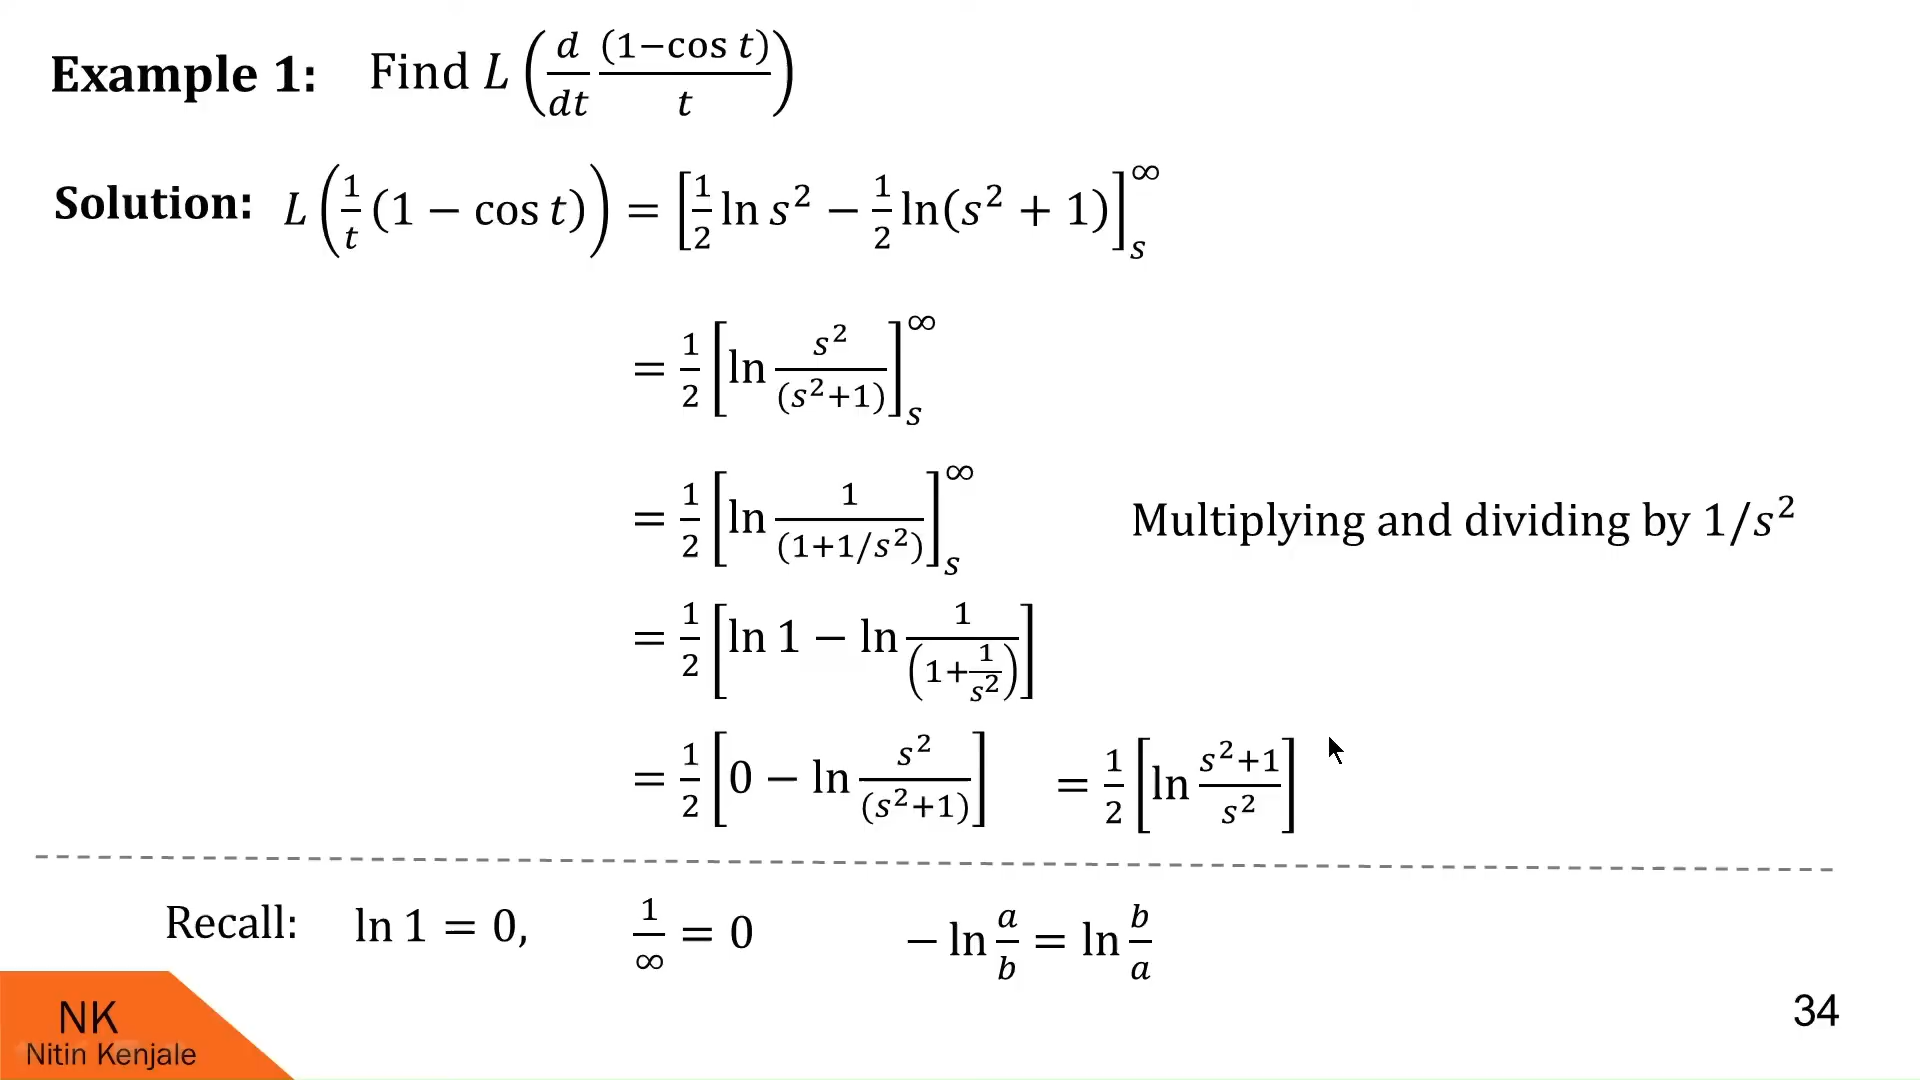 Example 1: Find L(d/dt (1−cos t)/t)
Solution: L(1/t (1 − cos t)) = [1/2 ln s² − 1/2 ln(s² + 1)]ₛ^∞
= 1/2 [ln s²/(s²+1)]ₛ^∞
= 1/2 [ln 1/(1+1/s²)]ₛ^∞ Multiplying and dividing by 1/s²
= 1/2 [ln 1 − ln 1/(1+1/s²)]
= 1/2 [0 − ln s²/(s²+1)] = 1/2 [ln s²+1/s²]
Recall: ln 1 = 0, 1/∞ = 0 − ln a/b = ln b/a
NK
Nitin Kenjale
34